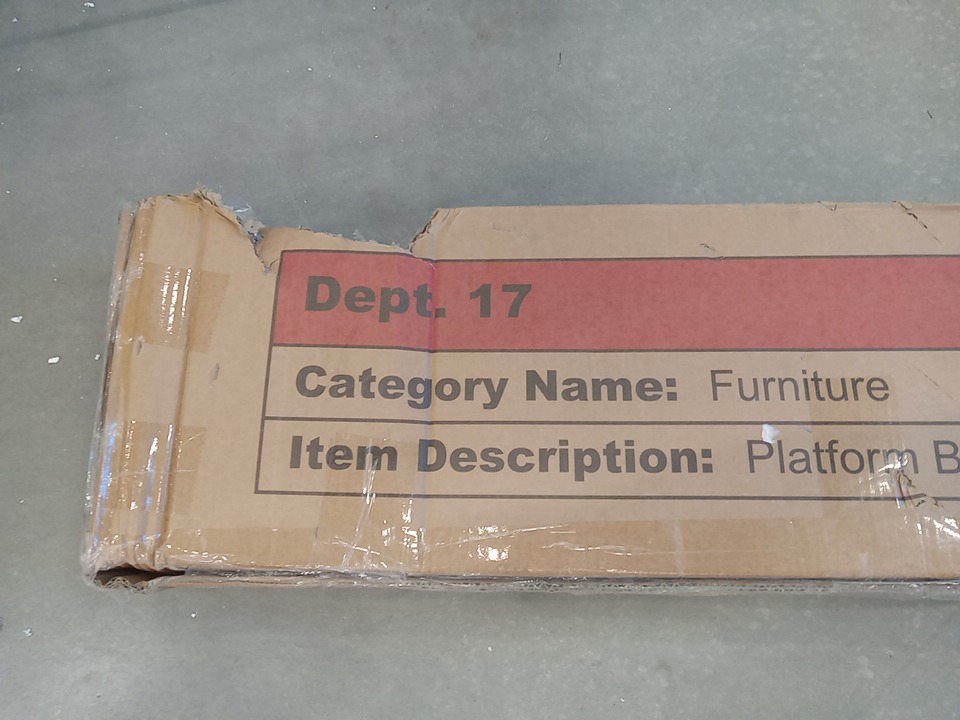 Dept. 17
Category Name: Furniture
Item Description: Platform B